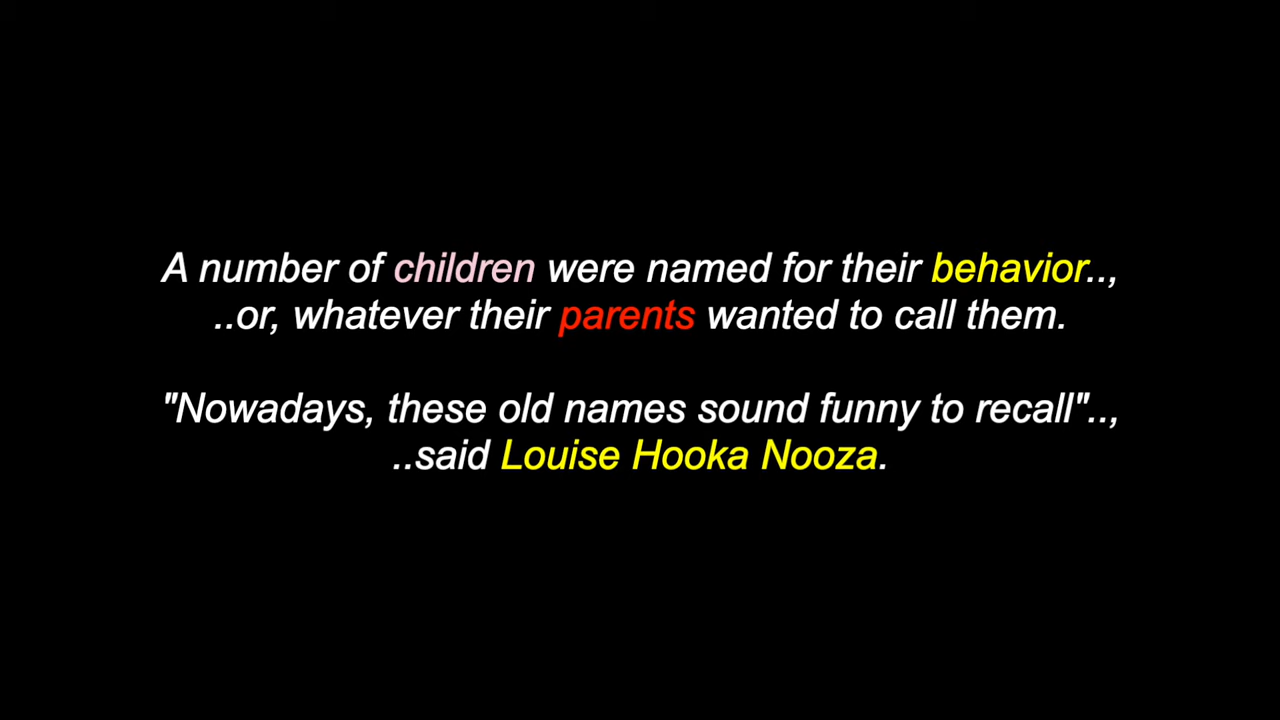 A number of children were named for their behavior..,
..or, whatever their parents wanted to call them.
"Nowadays, these old names sound funny to recall"..,
..said Louise Hooka Nooza.